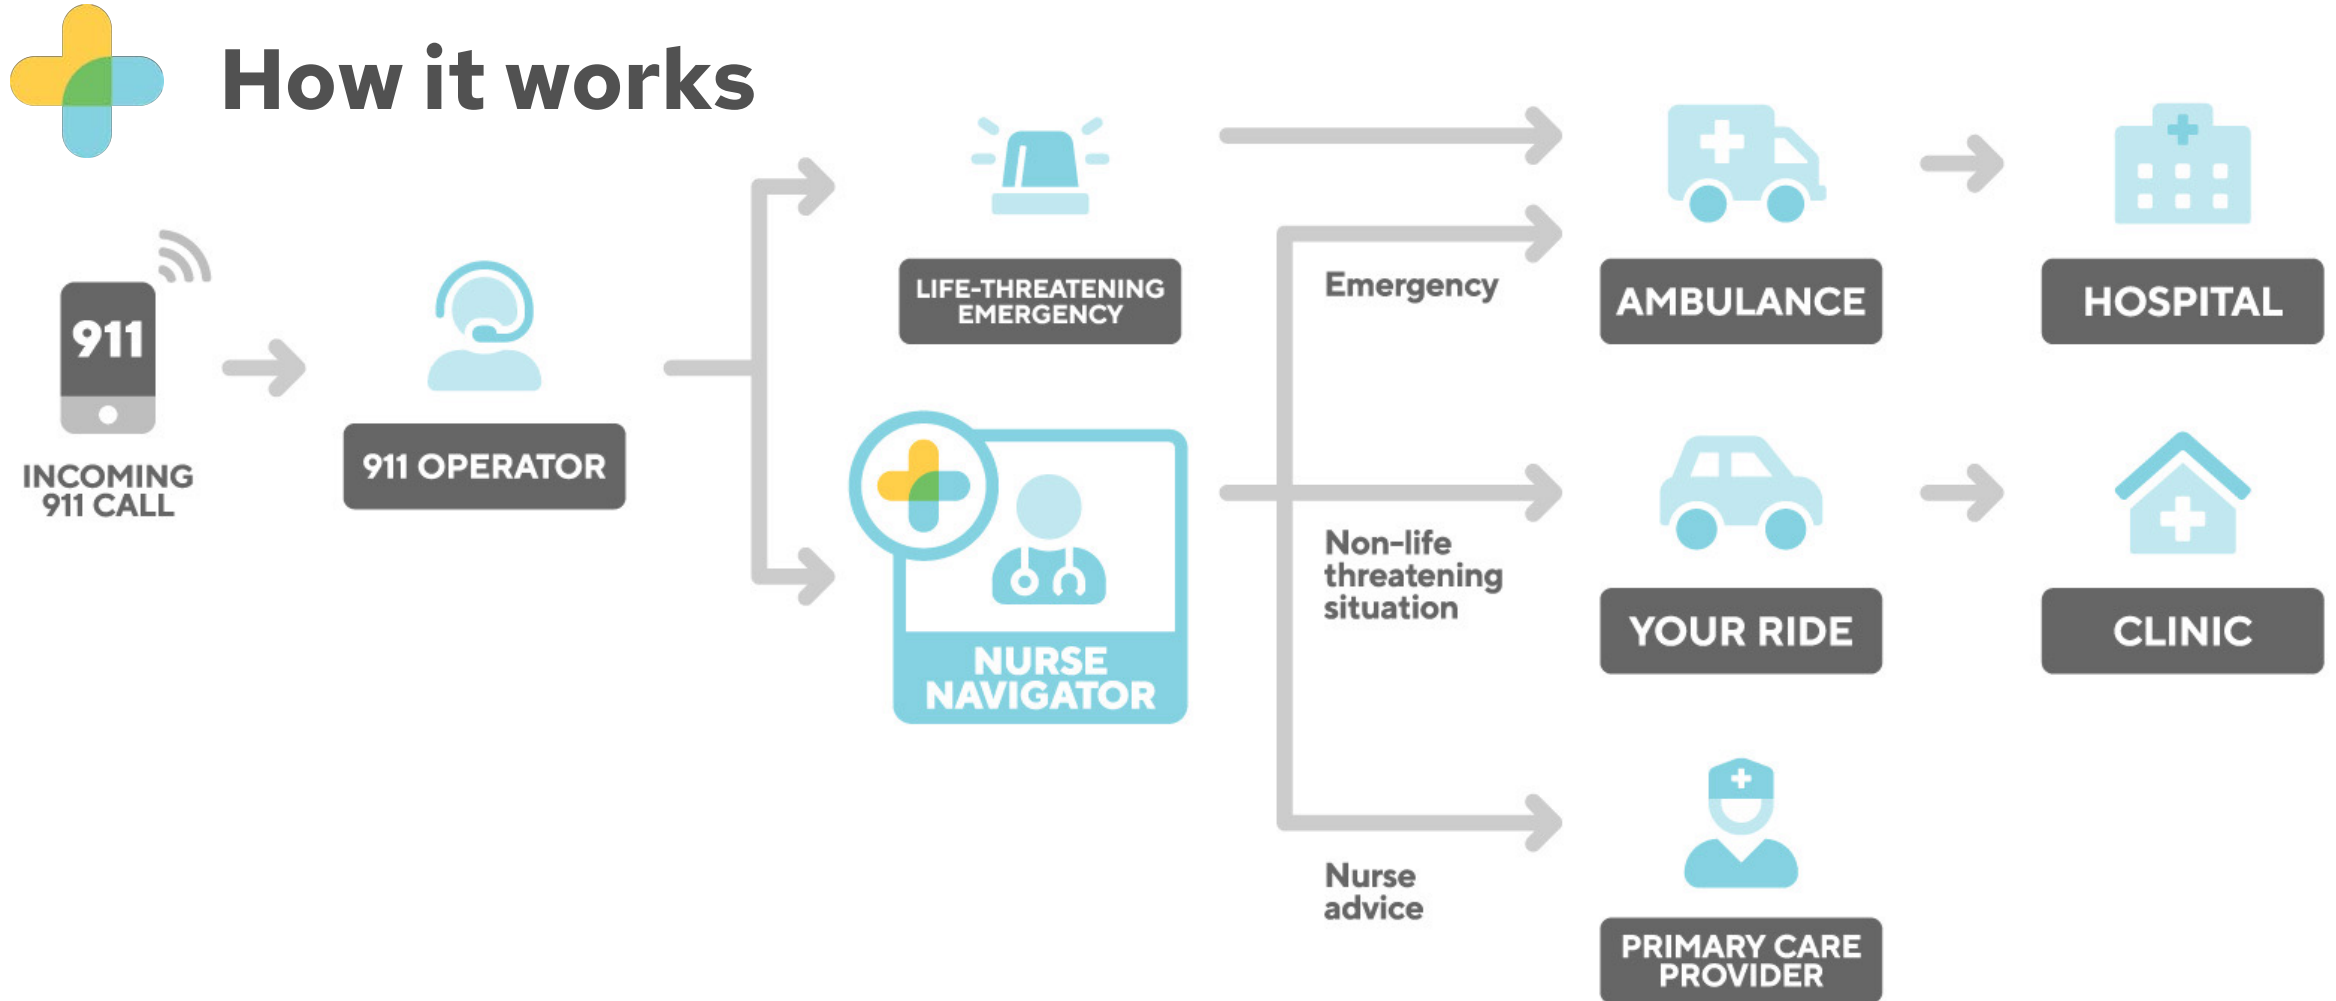 How it works
911
INCOMING
911 CALL
911 OPERATOR
LIFE-THREATENING
EMERGENCY
NURSE
NAVIGATOR
Emergency
Non-life
threatening
situation
Nurse
advice
AMBULANCE
HOSPITAL
YOUR RIDE
CLINIC
PRIMARY CARE
PROVIDER